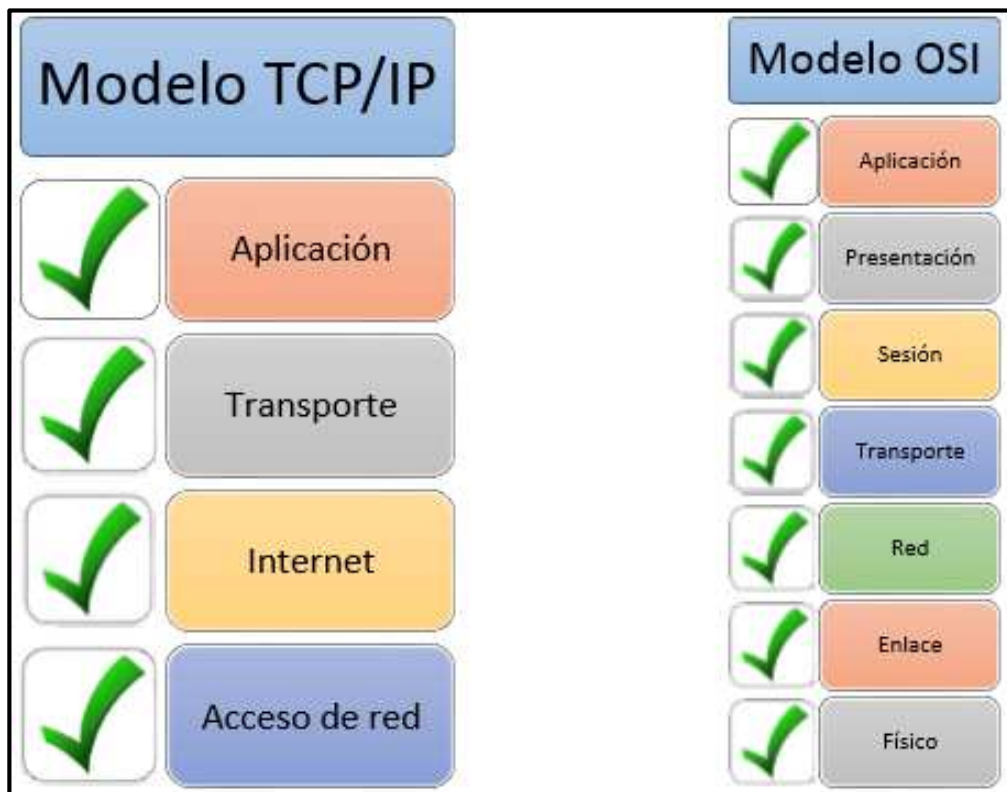 Modelo TCP/IP
Aplicación
Transporte
Internet
Acceso de red
Modelo OSI
Aplicación
Presentación
Sesión
Transporte
Red
Enlace
Físico